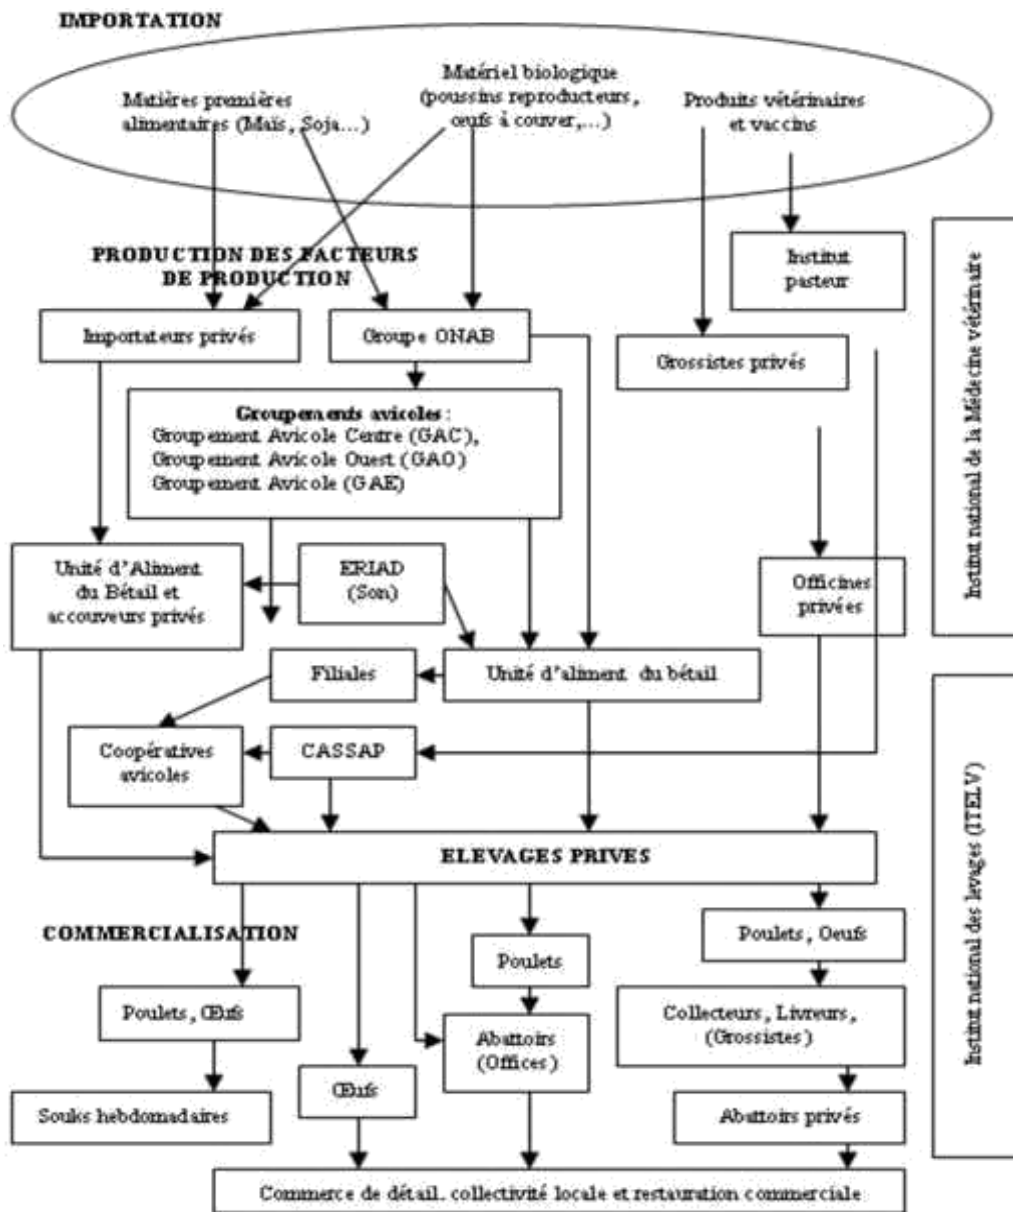 IMPORTATION
Matières premières
alimentaires (Maïs, Soja...)
Matériel biologique
(poussins reproducteurs,
œufs à couver,...)
Produits vétérinaires
et vaccins
PRODUCTION DES FACTEURS
DE PRODUCTION
Institut
pasteur
Importateurs privés
Groupe ONAB
Grossistes privés
Institut national de la Médecine vétérinaire
Groupements avicoles :
Groupement Avicole Centre (GAC),
Groupement Avicole Ouest (GAO)
Groupement Avicole (GAE)
Unité d'Aliment
du Bétail et
accouveurs privés
ERIAD
(Son)
Officines
privées
Filiales
Unité d'aliment du bétail
Coopératives
avicoles
CASSAP
Institut national des levages (ITELV)
ELEVAGES PRIVES
COMMERCIALISATION
Poulets, Œufs
Souks hebdomadaires
Œufs
Poulets
Abattoirs
(Offices)
Poulets, Oeufs
Collecteurs, Livreurs,
(Grossistes)
Abattoirs privés
Commerce de détail. collectivité locale et restauration commerciale